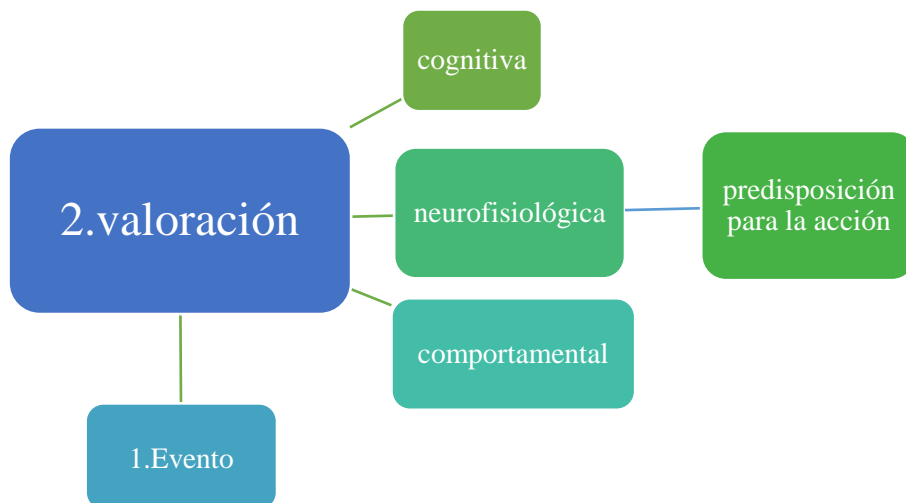 cognitiva
2.valoración
neurofisiológica
predisposición
para la acción
comportamental
1.Evento